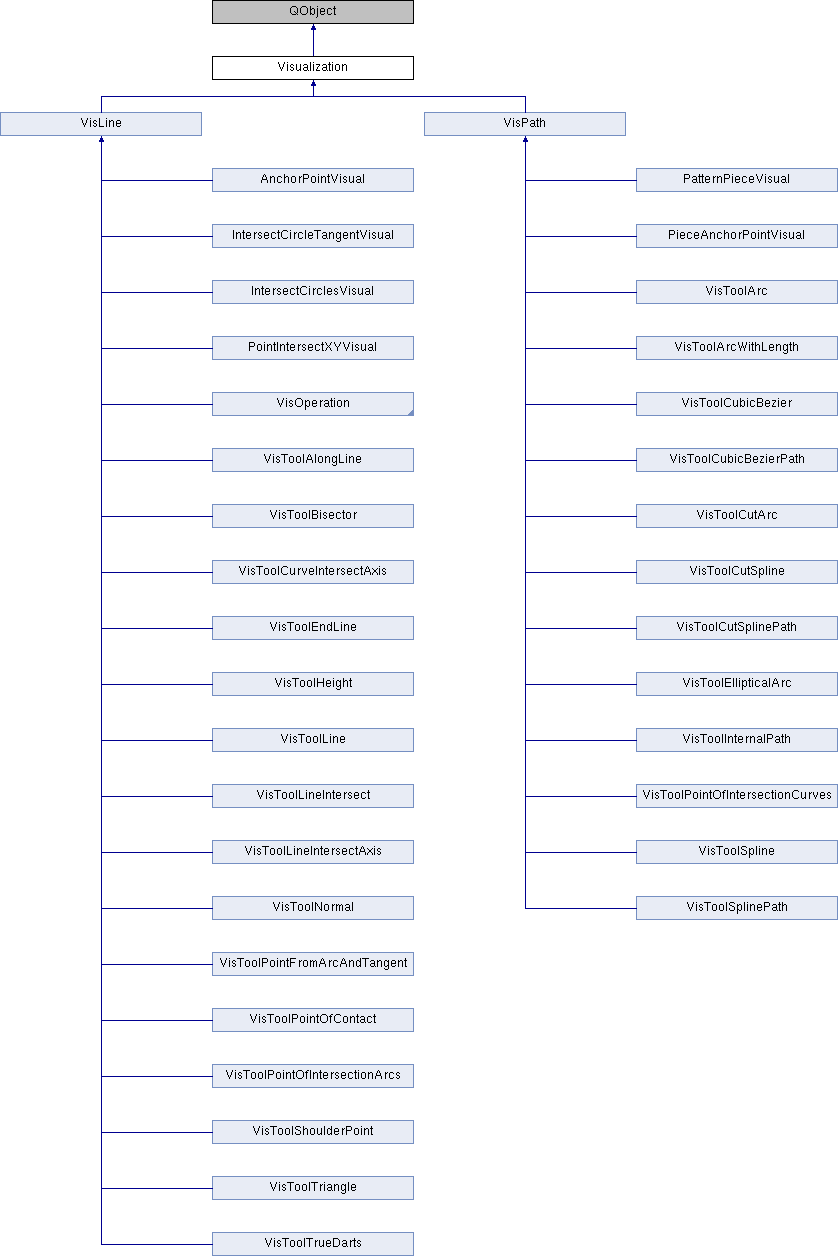 QObject
Visualization
VisLine
VisPath
AnchorPointVisual
PatternPieceVisual
IntersectCircleTangentVisual
PieceAnchorPointVisual
IntersectCirclesVisual
VisToolArc
PointIntersectXYVisual
VisToolArcWithLength
VisOperation
VisToolCubicBezier
VisToolAlongLine
VisToolCubicBezierPath
VisToolBisector
VisToolCutArc
VisToolCurveIntersectAxis
VisToolCutSpline
VisToolEndLine
VisToolCutSplinePath
VisToolHeight
VisToolEllipticalArc
VisToolLine
VisToolInternalPath
VisToolLineIntersect
VisToolPointOfIntersectionCurves
VisToolLineIntersectAxis
VisToolSpline
VisToolNormal
VisToolSplinePath
VisToolPointFromArcAndTangent
VisToolPointOfContact
VisToolPointOfIntersectionArcs
VisToolShoulderPoint
VisToolTriangle
VisToolTrueDarts